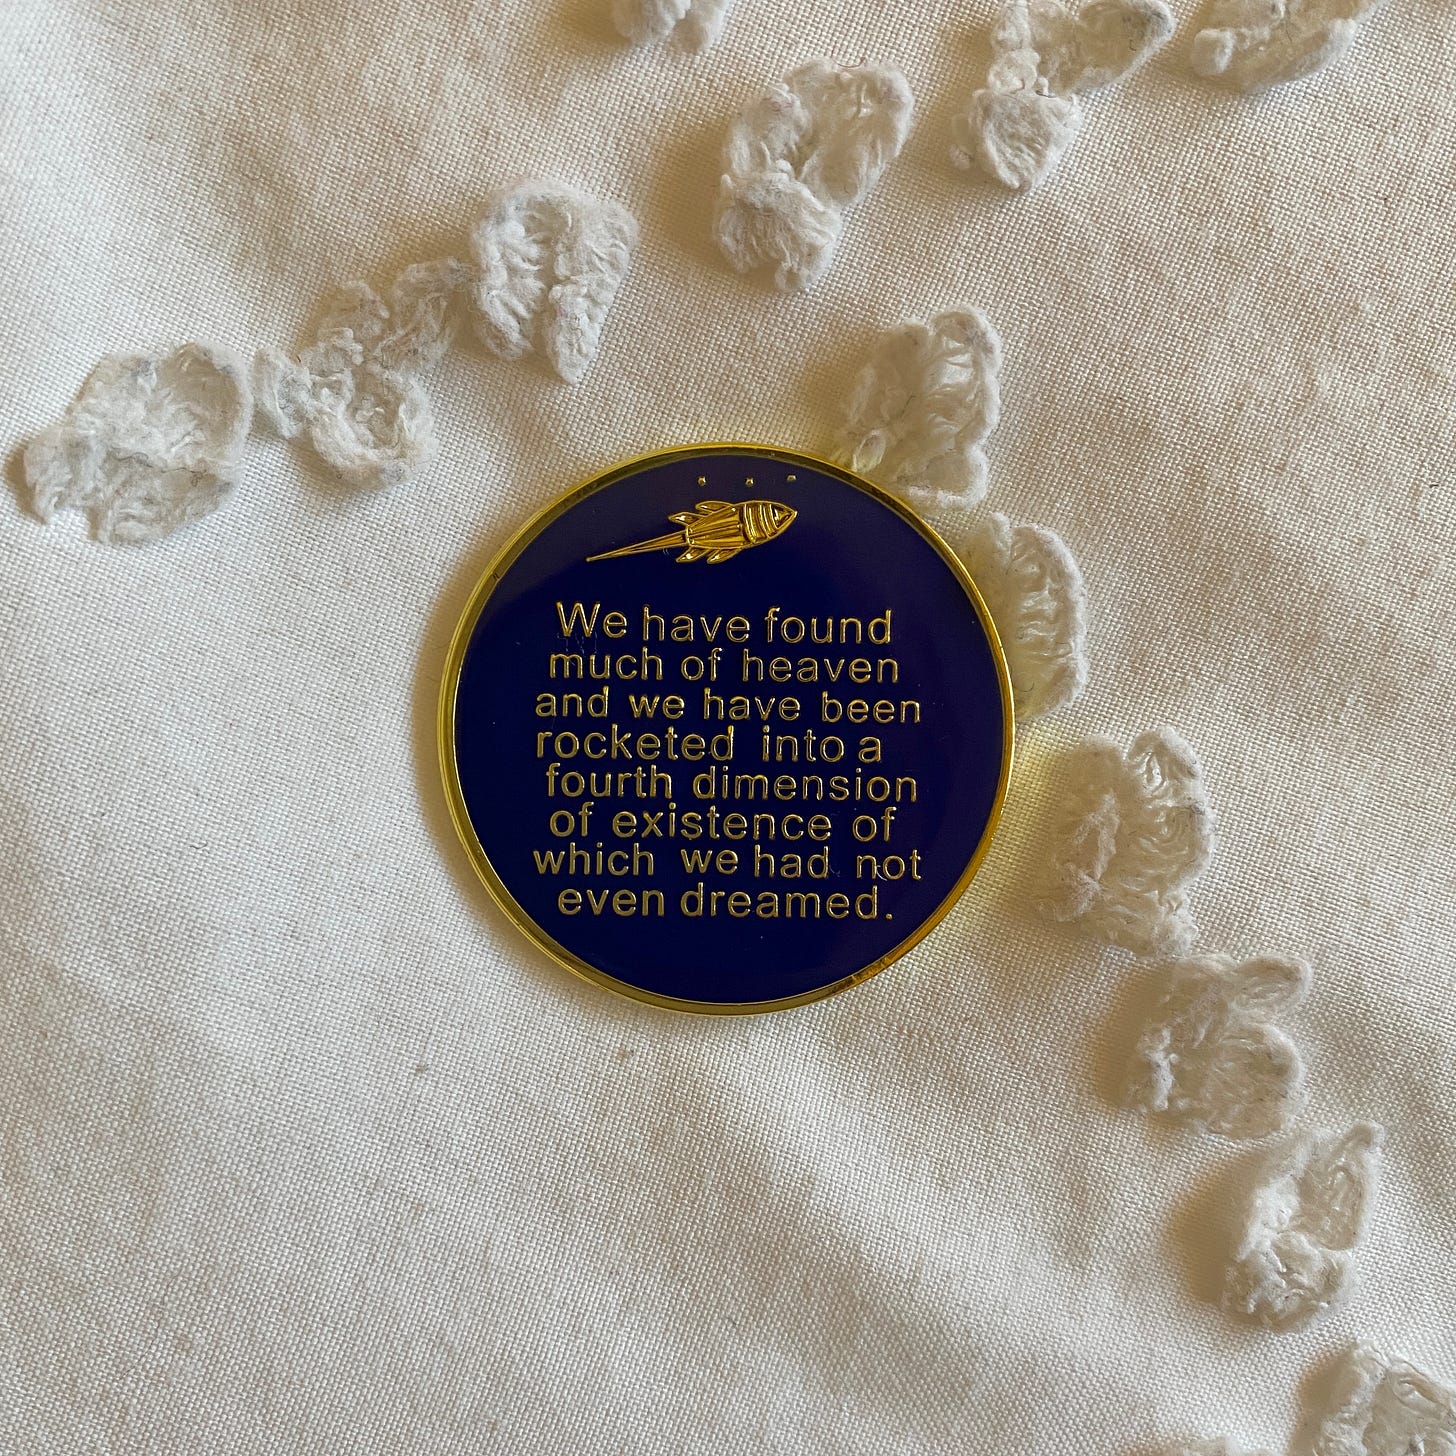 We have found
much of heaven
and we have been
rocketed into a
fourth dimension
of existence of
which we had not
even dreamed.